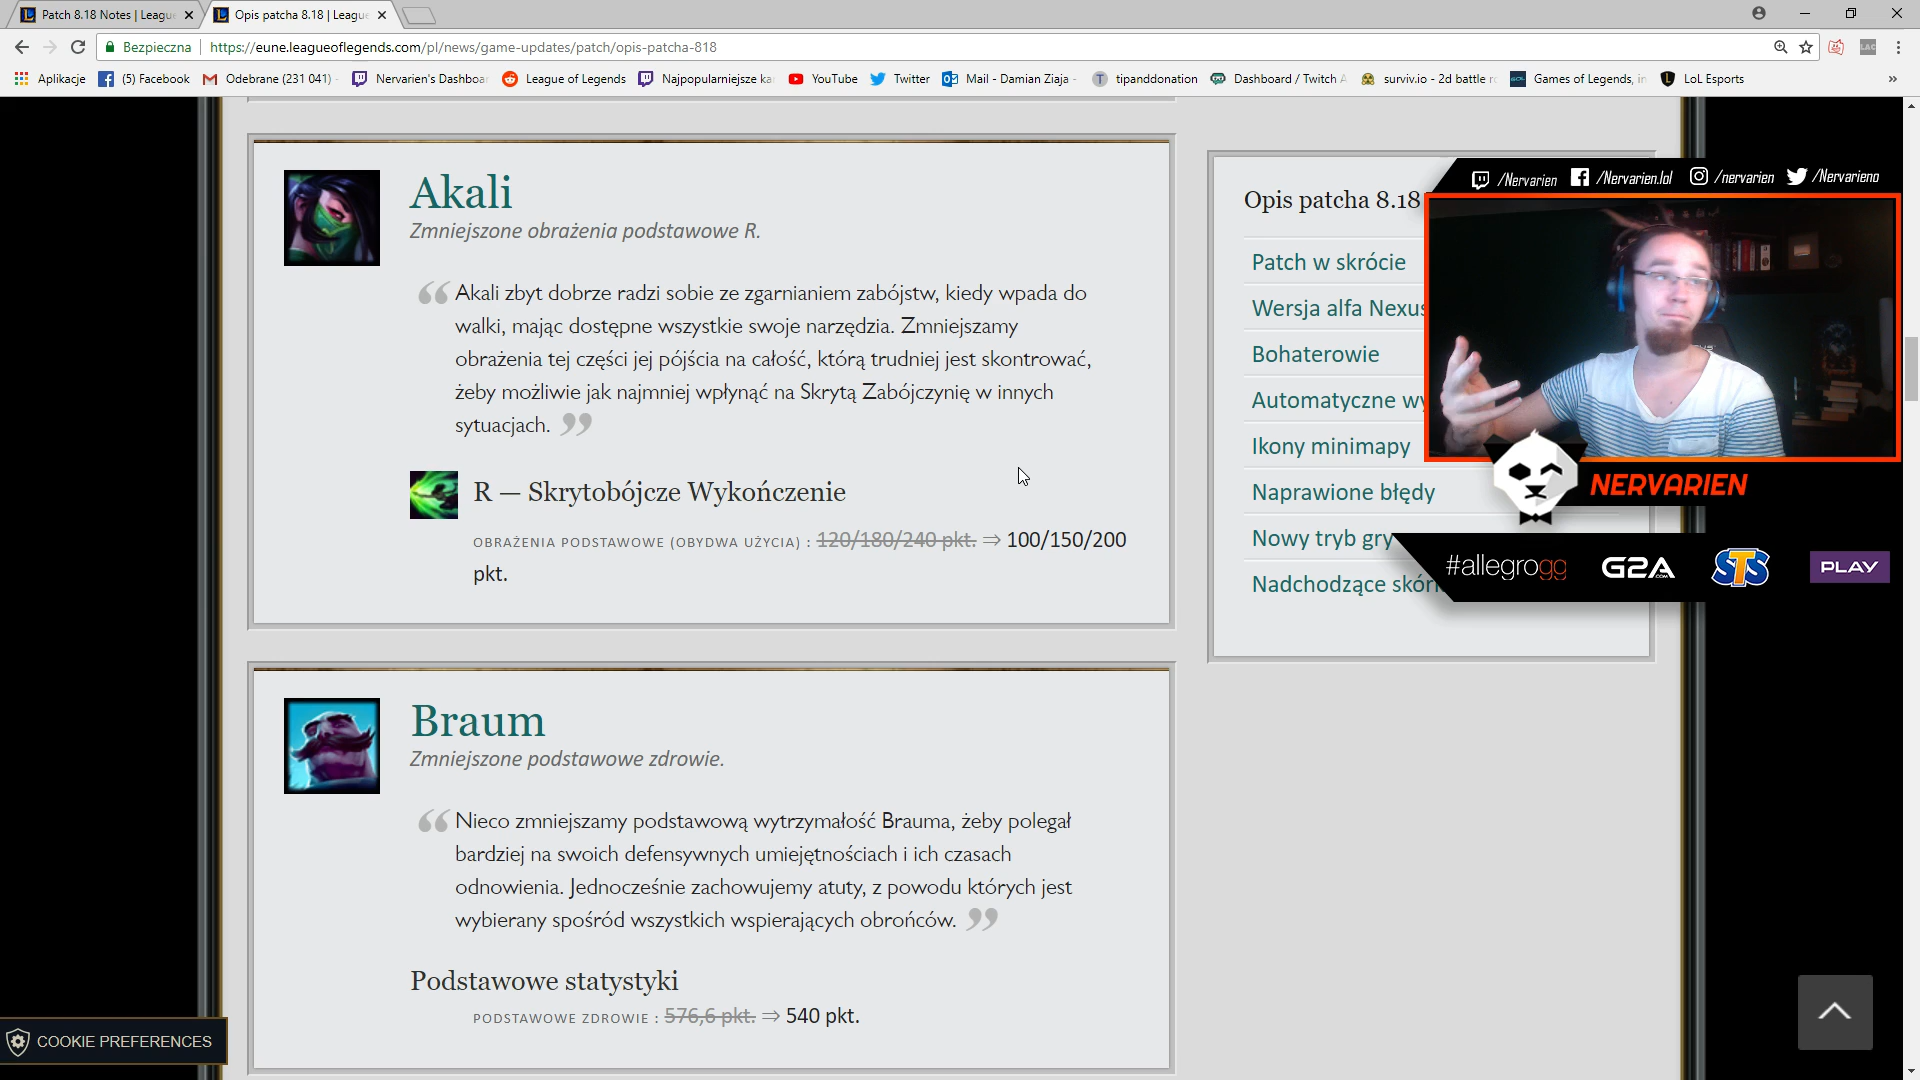 Patch 8.18 Notes | Leagu
Opis patcha 8.18 | League
Bezpieczna
https://eune.leagueoflegends.com/pl/news/game-updates/patch/opis-patcha-818
LAC
Aplikacje
(5) Facebook
Odebrane (231 041)
Nervarien's Dashboa
League of Legends
Najpopularniejsze ka
YouTube
Twitter
Mail - Damian Ziaja -
tipanddonation
Dashboard / Twitch A
surviv.io - 2d battle r
Games of Legends, in
LoL Esports
»
Akali
Zmniejszone obrażenia podstawowe R.
“ Akali zbyt dobrze radzi sobie ze zgarnianiem zabójstw, kiedy wpada do
walki, mając dostępne wszystkie swoje narzędzia. Zmniejszamy
obrażenia tej części jej pójścia na całość, którą trudniej jest skontrować,
żeby możliwie jak najmniej wpłynąć na Skrytą Zabójczynię w innych
sytuacjach. ”
R — Skrytobójcze Wykończenie
OBRAŻENIA PODSTAWOWE (OBYDWA UŻYCIA) : 120/180/240 pkt. ⇒ 100/150/200
pkt.
Braum
Zmniejszone podstawowe zdrowie.
“ Nieco zmniejszamy podstawową wytrzymałość Brauma, żeby polegał
bardziej na swoich defensywnych umiejętnościach i ich czasach
odnowienia. Jednocześnie zachowujemy atuty, z powodu których jest
wybierany spośród wszystkich wspierających obrońców. ”
Podstawowe statystyki
PODSTAWOWE ZDROWIE : 576,6 pkt. ⇒ 540 pkt.
COOKIE PREFERENCES
Opis patcha 8.18
Patch w skrócie
Wersja alfa Nexus
Bohaterowie
Automatyczne wy
Ikony minimapy
Naprawione błędy
Nowy tryb gry
Nadchodzące skór
/Nervarien
/Nervarien.lol
/nervarien
/Nervarieno
NERVARIEN
#allegrogg
G2A
.COM
STS
PLAY